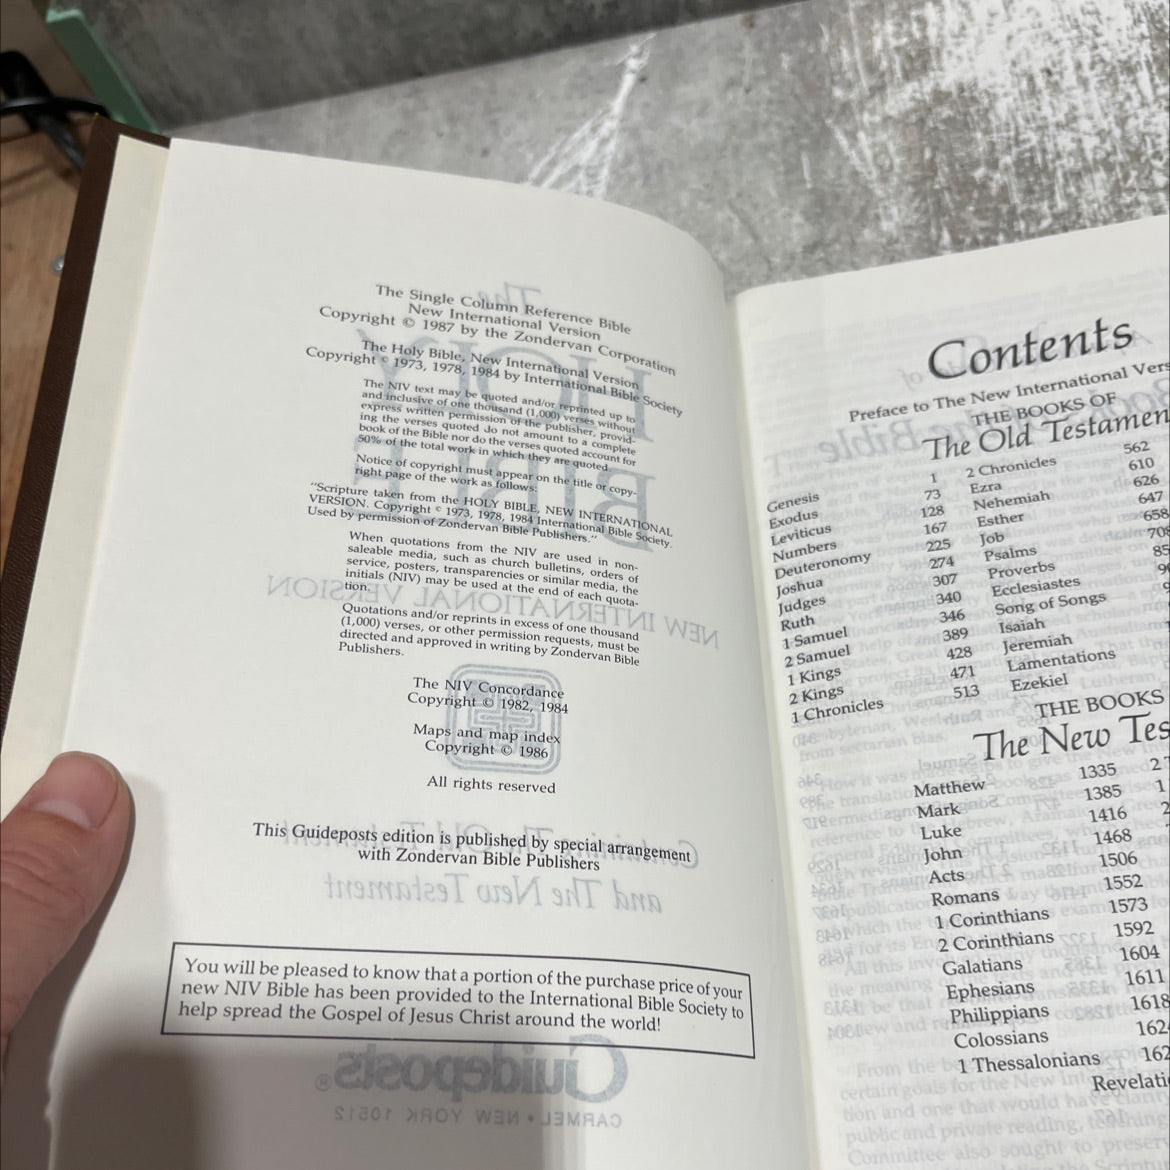 The Single Column Reference Bible
New International Version
Copyright © 1987 by the Zondervan Corporation
The Holy Bible, New International Version
Copyright © 1973, 1978, 1984 by International Bible Society
The NIV text may be quoted and/or reprinted up to
and inclusive of one thousand (1,000) verses without
express written permission of the publisher, provid-
ing the verses quoted do not amount to a complete
book of the Bible nor do the verses quoted account for
50% of the total work in which they are quoted.
Notice of copyright must appear on the title or copy-
right page of the work as follows:
"Scripture taken from the HOLY BIBLE, NEW INTERNATIONAL
VERSION. Copyright © 1973, 1978, 1984 International Bible Society.
Used by permission of Zondervan Bible Publishers."
When quotations from the NIV are used in non-
saleable media, such as church bulletins, orders of
service, posters, transparencies or similar media, the
initials (NIV) may be used at the end of each quota-
tion.
Quotations and/or reprints in excess of one thousand
(1,000) verses, or other permission requests, must be
directed and approved in writing by Zondervan Bible
Publishers.
The NIV Concordance
Copyright © 1982, 1984
Maps and map index
Copyright © 1986
All rights reserved
This Guideposts edition is published by special arrangement
with Zondervan Bible Publishers
You will be pleased to know that a portion of the purchase price of your
new NIV Bible has been provided to the International Bible Society to
help spread the Gospel of Jesus Christ around the world!
Contents
Preface to The New International Vers
THE BOOKS OF
The Old Testamen
Genesis 1 2 Chronicles 562
Exodus 73 Ezra 610
Leviticus 128 Nehemiah 626
Numbers 167 Esther 647
Deuteronomy 225 Job 658
Joshua 274 Psalms 708
Judges 307 Proverbs 85
Ruth 340 Ecclesiastes
1 Samuel 346 Song of Songs
2 Samuel 389 Isaiah
1 Kings 428 Jeremiah
2 Kings 471 Lamentations
1 Chronicles 513 Ezekiel
THE BOOKS
The New Tes
Matthew 1335 2
Mark 1385 1
Luke 1416
John 1468
Acts 1506
Romans 1552
1 Corinthians 1573
2 Corinthians 1592
Galatians 1604
Ephesians 1611
Philippians 1618
Colossians 162
1 Thessalonians 162
Revelati